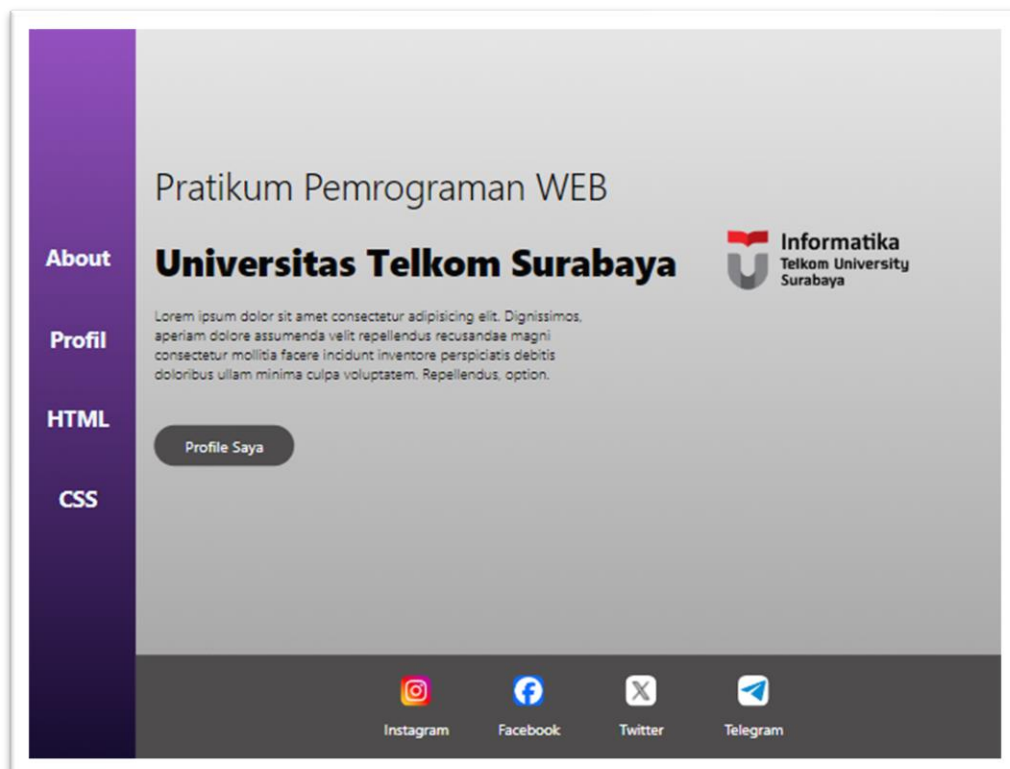 About
Profil
HTML
CSS
Pratikum Pemrograman WEB
Universitas Telkom Surabaya
Lorem ipsum dolor sit amet consectetur adipisicing elit. Dignissimos,
aperiam dolore assumenda velit repellendus recusandae magni
consectetur mollitia facere incidunt inventore perspiciatis debitis
doloribus ullam minima culpa voluptatem. Repellendus, option.
Profile Saya
Informatika
Telkom University
Surabaya
Instagram
Facebook
Twitter
Telegram